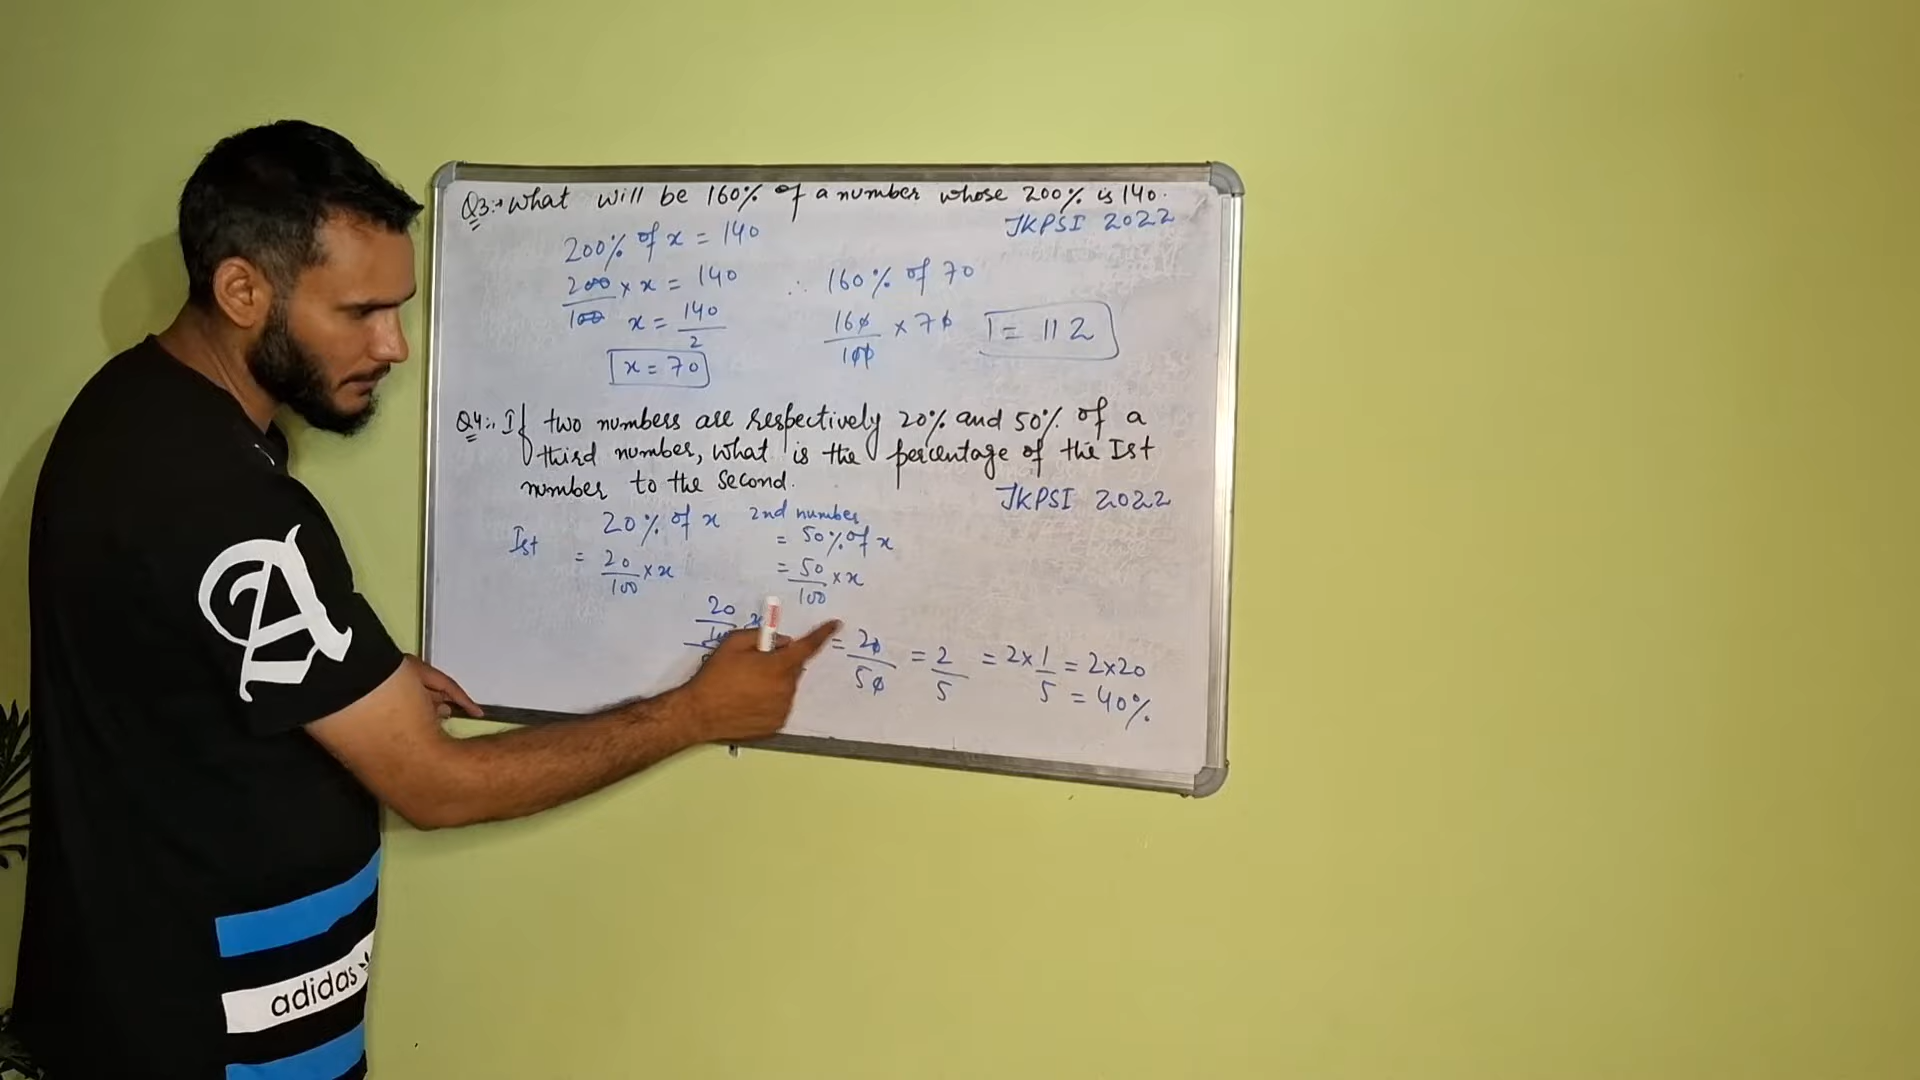 Q3:- What will be 160% of a number whose 200% is 140.
JKPSI 2022
200% of x = 140
200/100 × x = 140
x = 140/2
x = 70
∴ 160% of 70
160/100 × 70 = 112
Q4:- If two numbers are respectively 20% and 50% of a
third number, what is the percentage of the Ist
number to the second.
JKPSI 2022
Ist 20% of x
= 20/100 × x
2nd number
= 50% of x
= 50/100 × x
20
= 20/50 = 2/5 = 2×1/5 = 2×20
= 40%
A
adidas